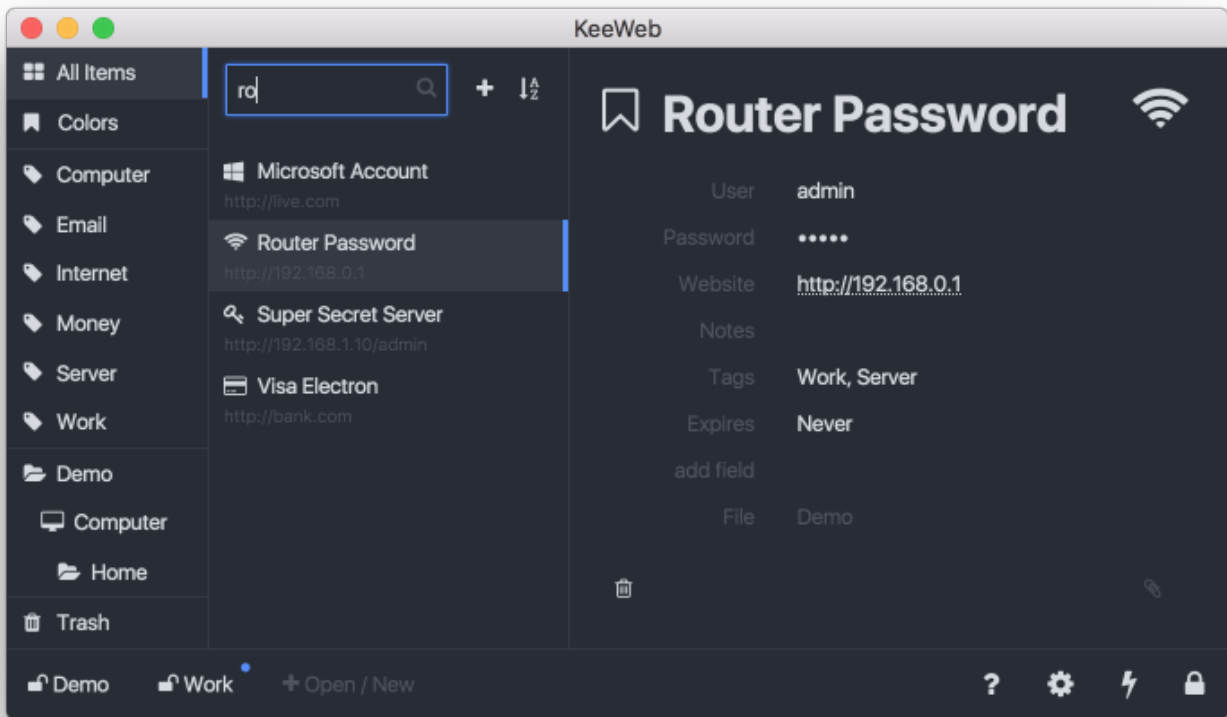 KeeWeb
All Items
Colors
Computer
Email
Internet
Money
Server
Work
Demo
Computer
Home
Trash
ro
Microsoft Account
http://live.com
Router Password
http://192.168.0.1
Super Secret Server
http://192.168.1.10/admin
Visa Electron
http://bank.com
Router Password
User admin
Password •••••
Website http://192.168.0.1
Notes
Tags Work, Server
Expires Never
add field
File Demo
Demo Work + Open / New ?